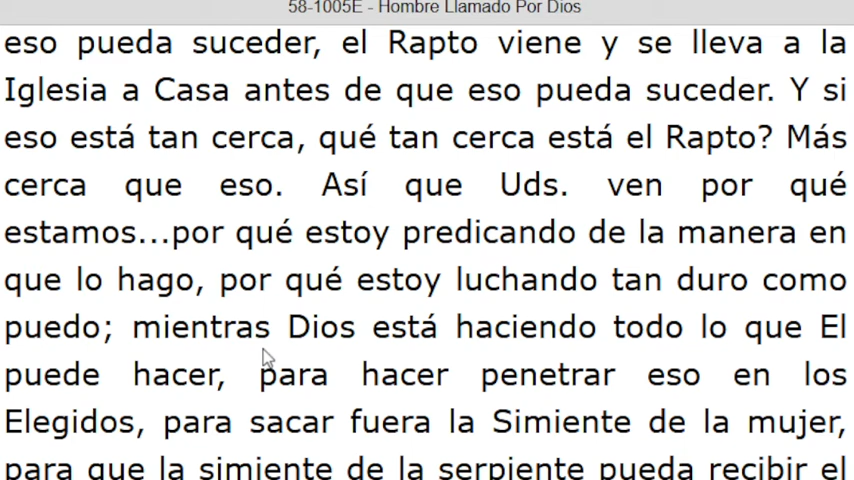 58-1005E - Hombre Llamado Por Dios
eso pueda suceder, el Rapto viene y se lleva a la
Iglesia a Casa antes de que eso pueda suceder. Y si
eso está tan cerca, qué tan cerca está el Rapto? Más
cerca que eso. Así que Uds. ven por qué
estamos...por qué estoy predicando de la manera en
que lo hago, por qué estoy luchando tan duro como
puedo; mientras Dios está haciendo todo lo que El
puede hacer, para hacer penetrar eso en los
Elegidos, para sacar fuera la Simiente de la mujer,
para que la simiente de la serpiente pueda recibir el